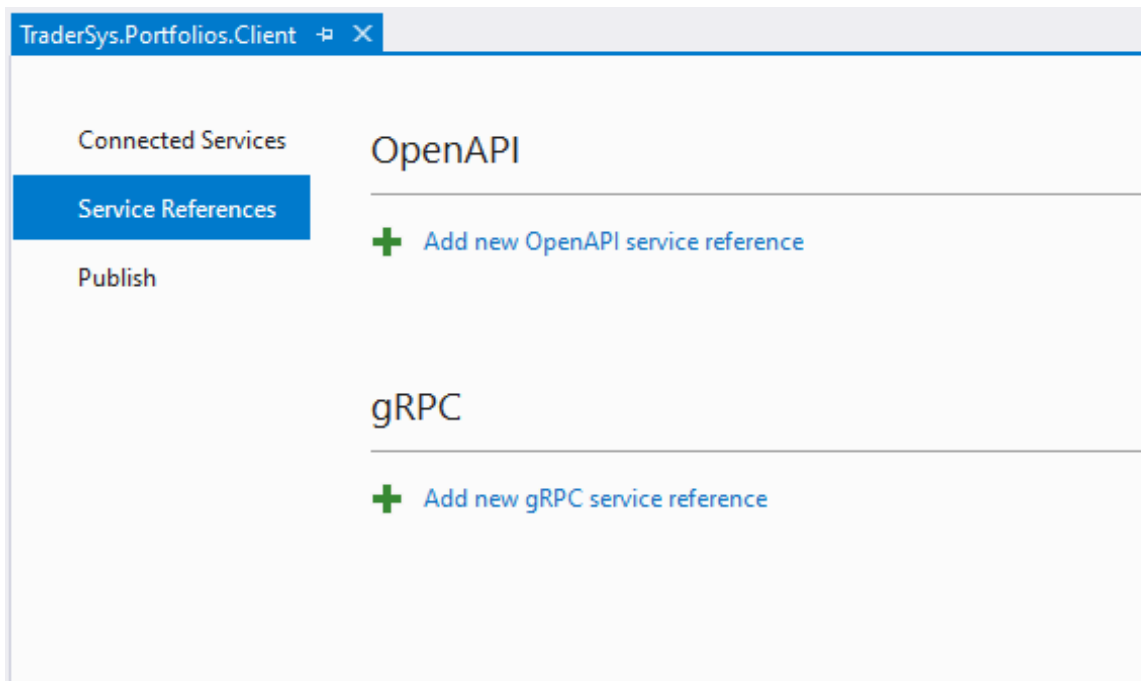 TraderSys.Portfolios.Client
Connected Services
Service References
Publish
OpenAPI
Add new OpenAPI service reference
gRPC
Add new gRPC service reference